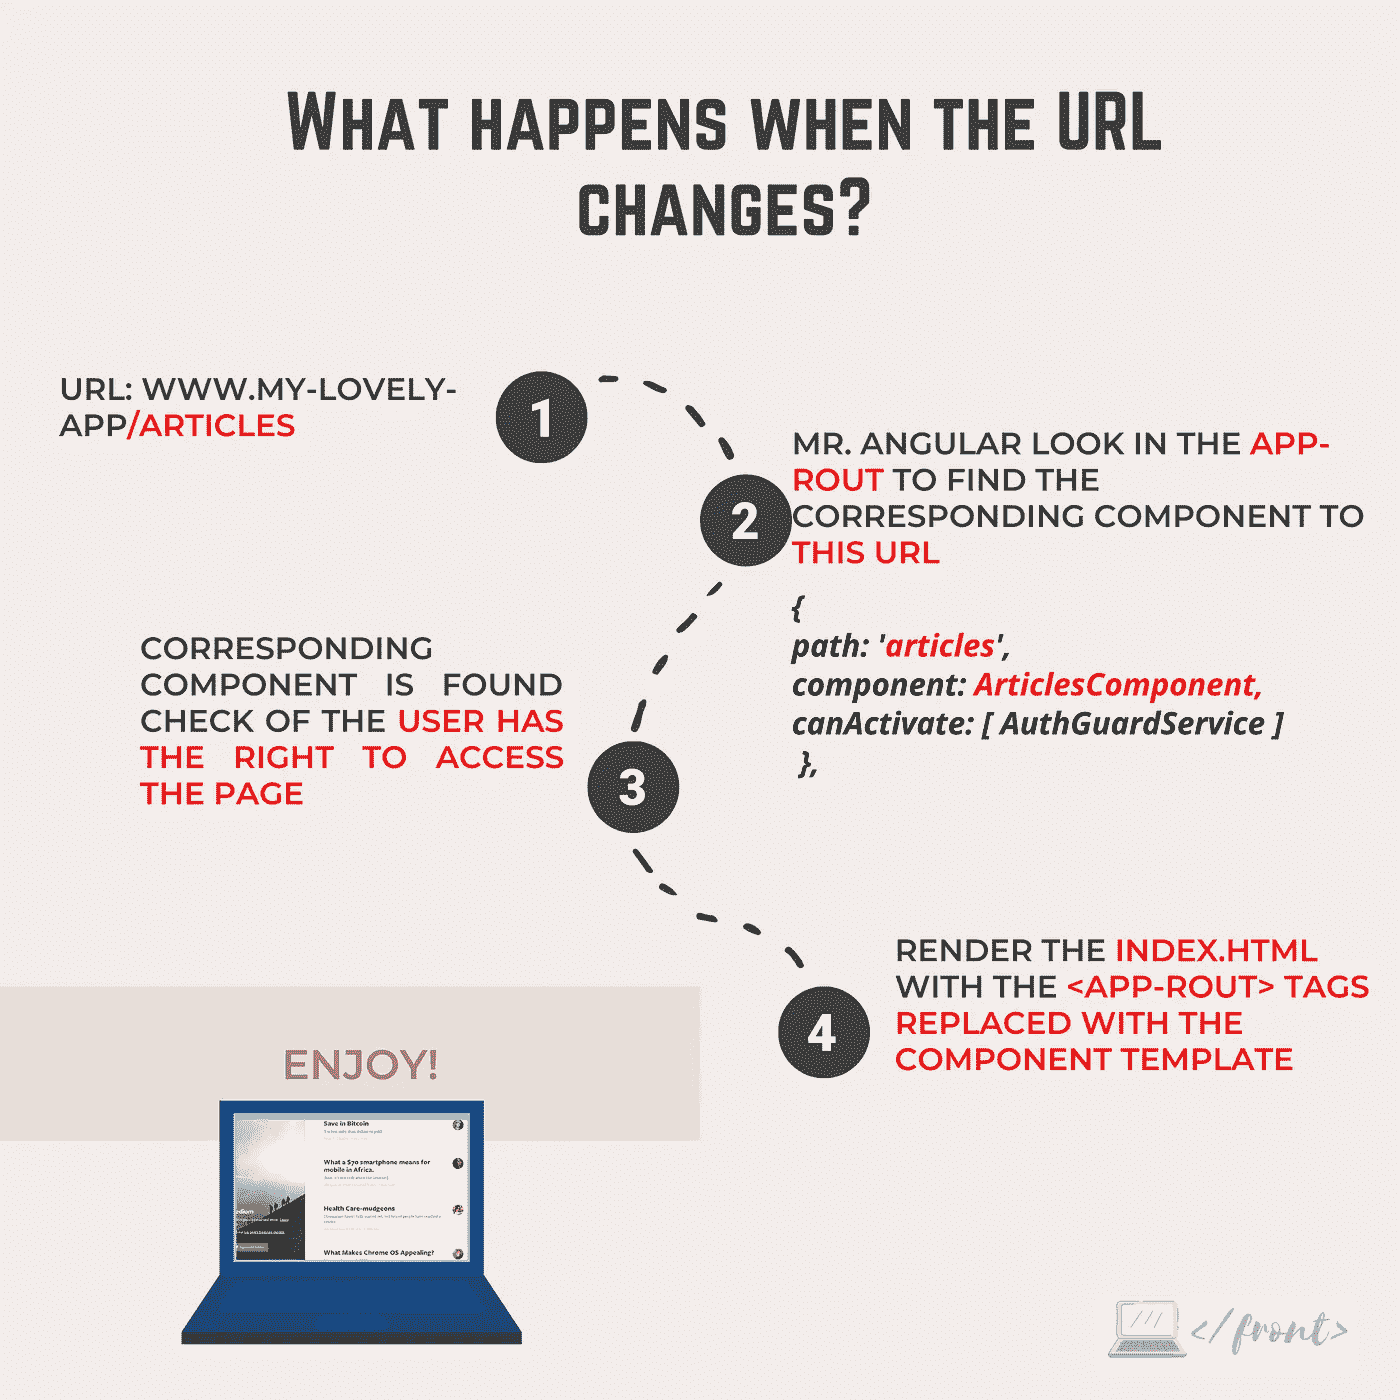 WHAT HAPPENS WHEN THE URL
CHANGES?
URL: WWW.MY-LOVELY-
APP/ARTICLES
1
2
MR. ANGULAR LOOK IN THE APP-
ROUT TO FIND THE
CORRESPONDING COMPONENT TO
THIS URL
{
path: 'articles',
component: ArticlesComponent,
canActivate: [ AuthGuardService ]
},
CORRESPONDING
COMPONENT IS FOUND
CHECK OF THE USER HAS
THE RIGHT TO ACCESS
THE PAGE
3
4
RENDER THE INDEX.HTML
WITH THE <APP-ROUT> TAGS
REPLACED WITH THE
COMPONENT TEMPLATE
ENJOY!
Save in Bitcoin
What a $70 smartphone means for
mobile in Africa.
Health Care-mudgeons
What Makes Chrome OS Appealing?
</front>